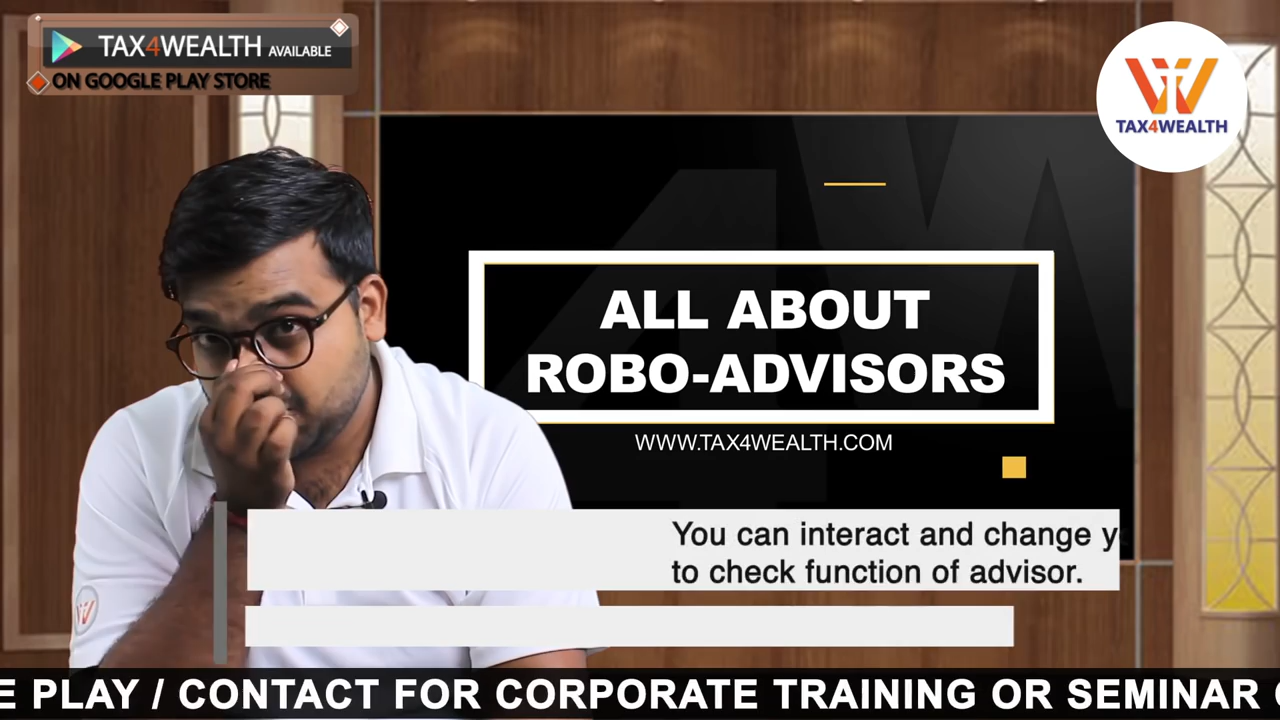 TAX4WEALTH AVAILABLE
ON GOOGLE PLAY STORE
TAX4WEALTH
ALL ABOUT
ROBO-ADVISORS
WWW.TAX4WEALTH.COM
You can interact and change y
to check function of advisor.
E PLAY / CONTACT FOR CORPORATE TRAINING OR SEMINAR